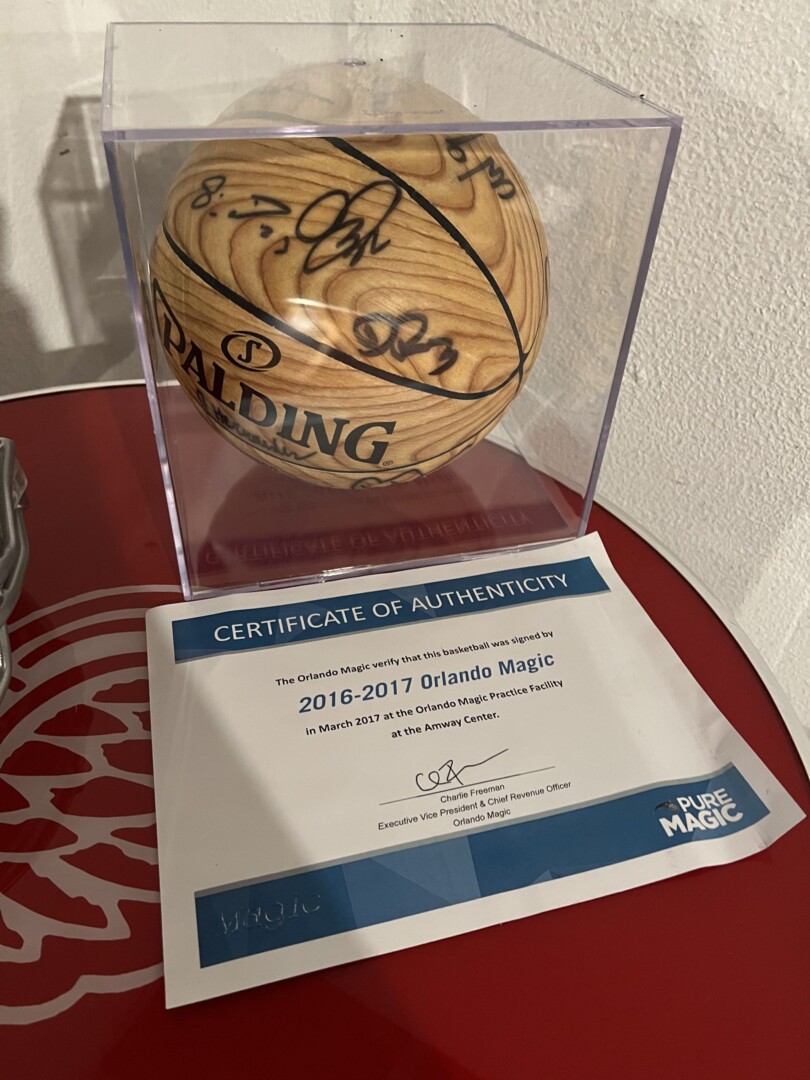 SPALDING
CERTIFICATE OF AUTHENTICITY
The Orlando Magic verify that this basketball was signed by
2016-2017 Orlando Magic
in March 2017 at the Orlando Magic Practice Facility
at the Amway Center.
Charlie Freeman
Executive Vice President & Chief Revenue Officer
Orlando Magic
PURE
MAGIC
MAGIC